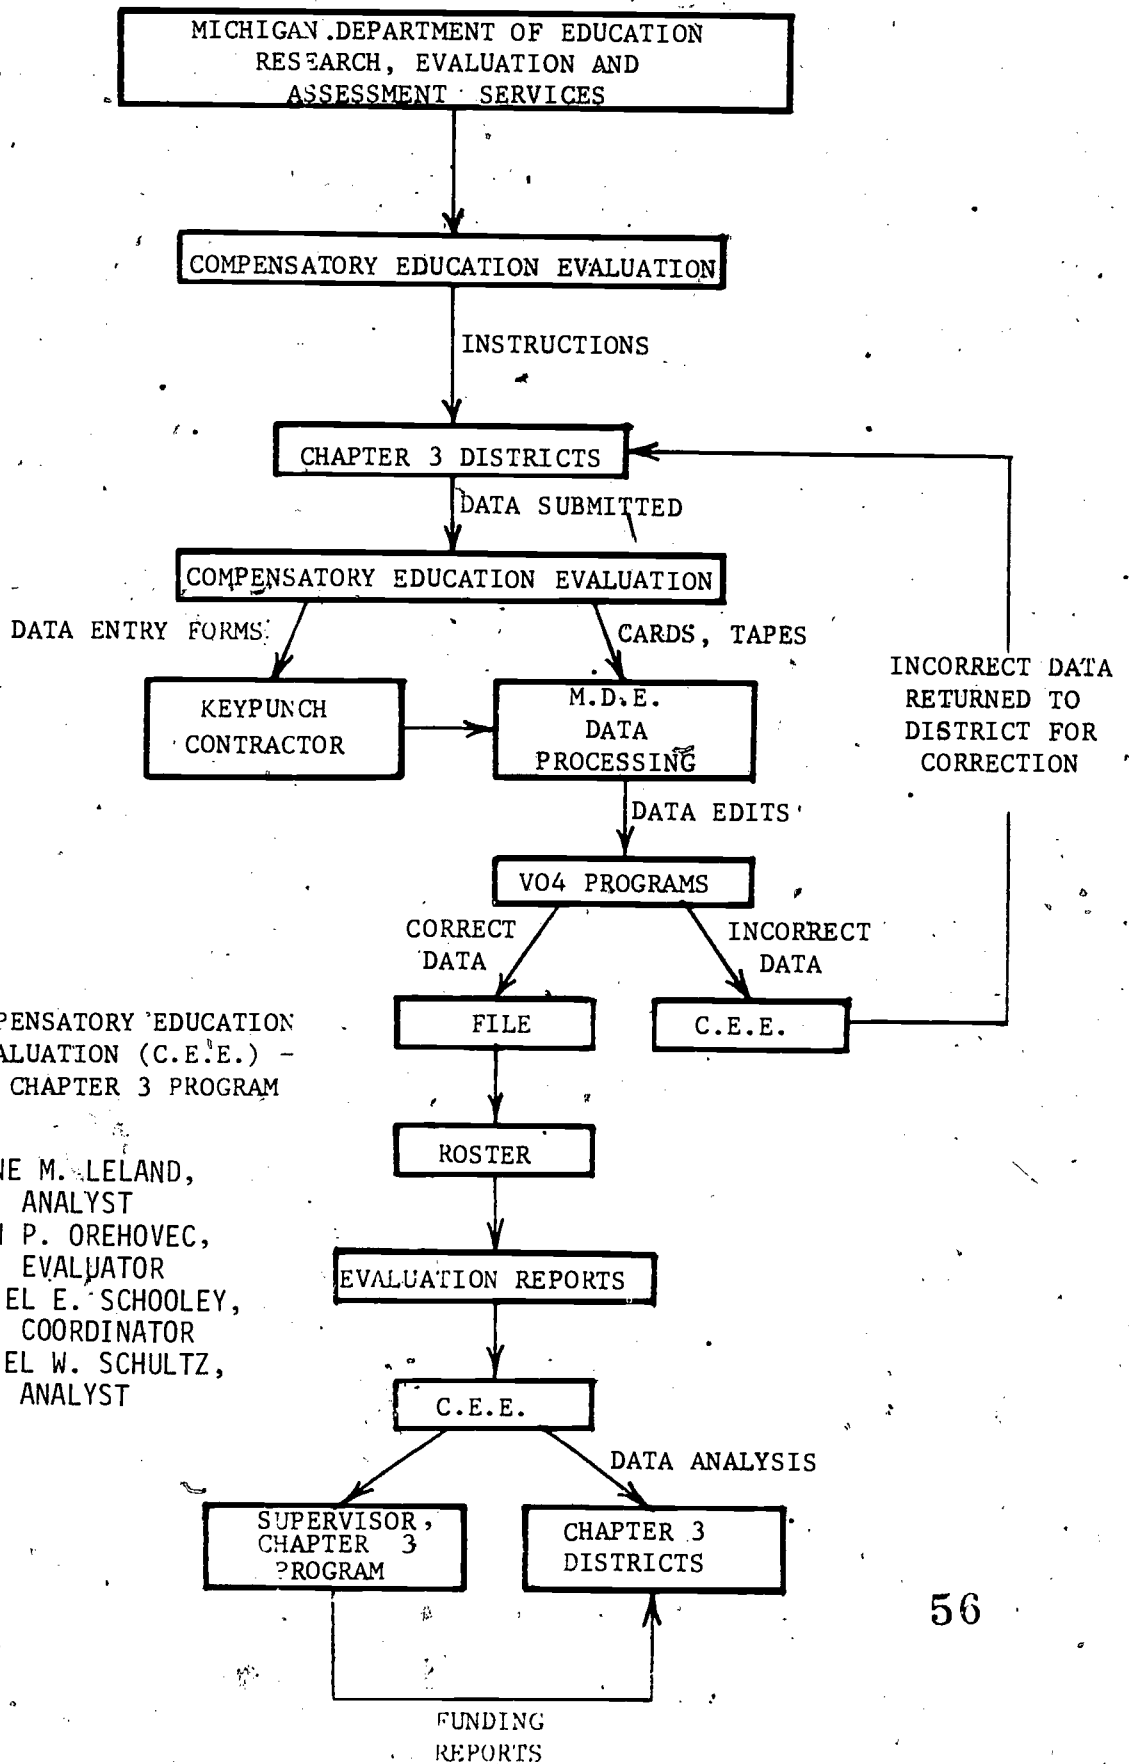 MICHIGAN DEPARTMENT OF EDUCATION
RESEARCH, EVALUATION AND
ASSESSMENT SERVICES
COMPENSATORY EDUCATION EVALUATION
INSTRUCTIONS
CHAPTER 3 DISTRICTS
DATA SUBMITTED
COMPENSATORY EDUCATION EVALUATION
DATA ENTRY FORMS
CARDS, TAPES
KEYPUNCH
CONTRACTOR
M.D.E.
DATA
PROCESSING
INCORRECT DATA
RETURNED TO
DISTRICT FOR
CORRECTION
DATA EDITS
VO4 PROGRAMS
CORRECT
DATA
INCORRECT
DATA
FILE
C.E.E.
PENSATORY EDUCATION
ALUATION (C.E.E.) -
CHAPTER 3 PROGRAM
ROSTER
NE M. LELAND,
ANALYST
P. OREHOVEC,
EVALUATOR
EL E. SCHOOLEY,
COORDINATOR
EL W. SCHULTZ,
ANALYST
EVALUATION REPORTS
C.E.E.
DATA ANALYSIS
SUPERVISOR,
CHAPTER 3
PROGRAM
CHAPTER 3
DISTRICTS
56
FUNDING
REPORTS